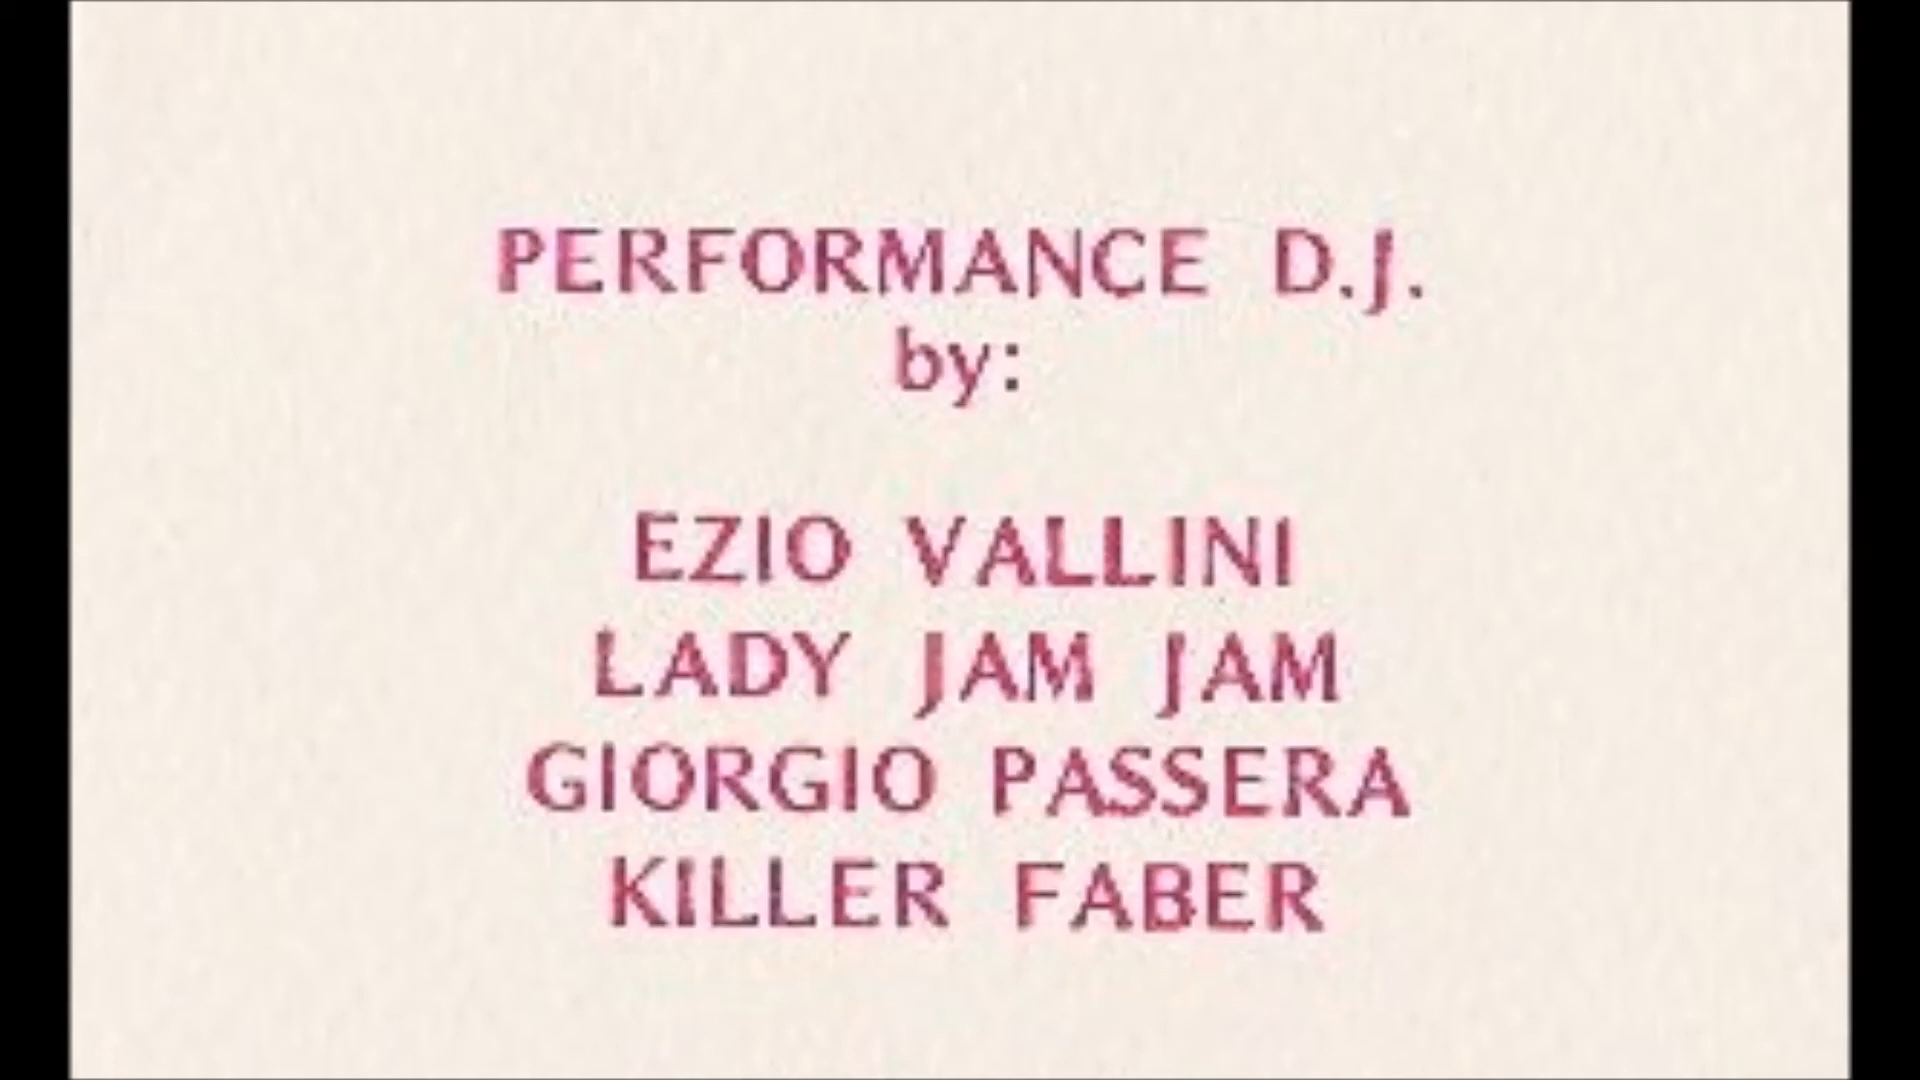 PERFORMANCE D.J.
by:
EZIO VALLINI
LADY JAM JAM
GIORGIO PASSERA
KILLER FABER